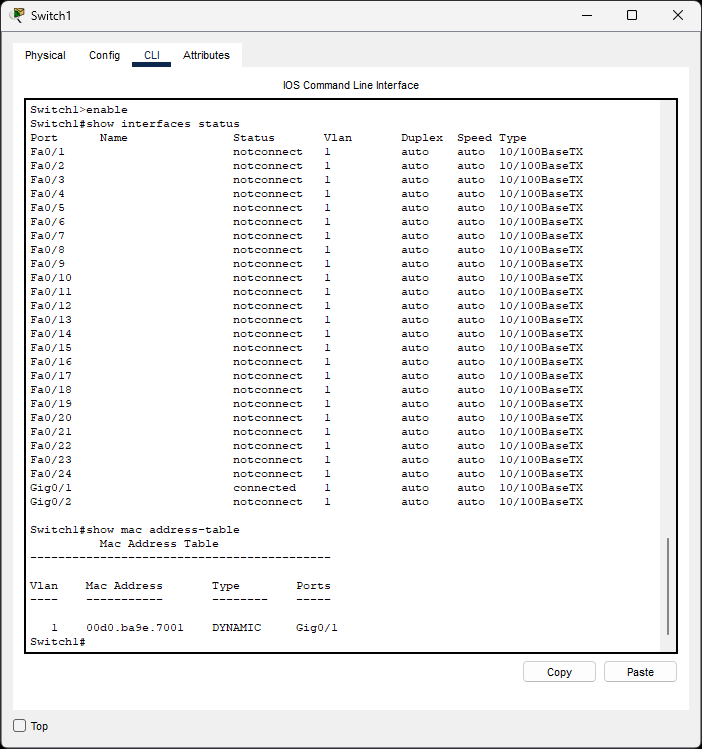 Switch1
Physical Config CLI Attributes
IOS Command Line Interface
Switch1>enable
Switch1#show interfaces status
Port Name Status Vlan Duplex Speed Type
Fa0/1 notconnect 1 auto auto 10/100BaseTX
Fa0/2 notconnect 1 auto auto 10/100BaseTX
Fa0/3 notconnect 1 auto auto 10/100BaseTX
Fa0/4 notconnect 1 auto auto 10/100BaseTX
Fa0/5 notconnect 1 auto auto 10/100BaseTX
Fa0/6 notconnect 1 auto auto 10/100BaseTX
Fa0/7 notconnect 1 auto auto 10/100BaseTX
Fa0/8 notconnect 1 auto auto 10/100BaseTX
Fa0/9 notconnect 1 auto auto 10/100BaseTX
Fa0/10 notconnect 1 auto auto 10/100BaseTX
Fa0/11 notconnect 1 auto auto 10/100BaseTX
Fa0/12 notconnect 1 auto auto 10/100BaseTX
Fa0/13 notconnect 1 auto auto 10/100BaseTX
Fa0/14 notconnect 1 auto auto 10/100BaseTX
Fa0/15 notconnect 1 auto auto 10/100BaseTX
Fa0/16 notconnect 1 auto auto 10/100BaseTX
Fa0/17 notconnect 1 auto auto 10/100BaseTX
Fa0/18 notconnect 1 auto auto 10/100BaseTX
Fa0/19 notconnect 1 auto auto 10/100BaseTX
Fa0/20 notconnect 1 auto auto 10/100BaseTX
Fa0/21 notconnect 1 auto auto 10/100BaseTX
Fa0/22 notconnect 1 auto auto 10/100BaseTX
Fa0/23 notconnect 1 auto auto 10/100BaseTX
Fa0/24 notconnect 1 auto auto 10/100BaseTX
Gig0/1 connected 1 auto auto 10/100BaseTX
Gig0/2 notconnect 1 auto auto 10/100BaseTX
Switch1#show mac address-table
Mac Address Table
-------------------------------------------
Vlan Mac Address Type Ports
---- ----------- -------- -----
1 00d0.ba9e.7001 DYNAMIC Gig0/1
Switch1#
Copy Paste
Top